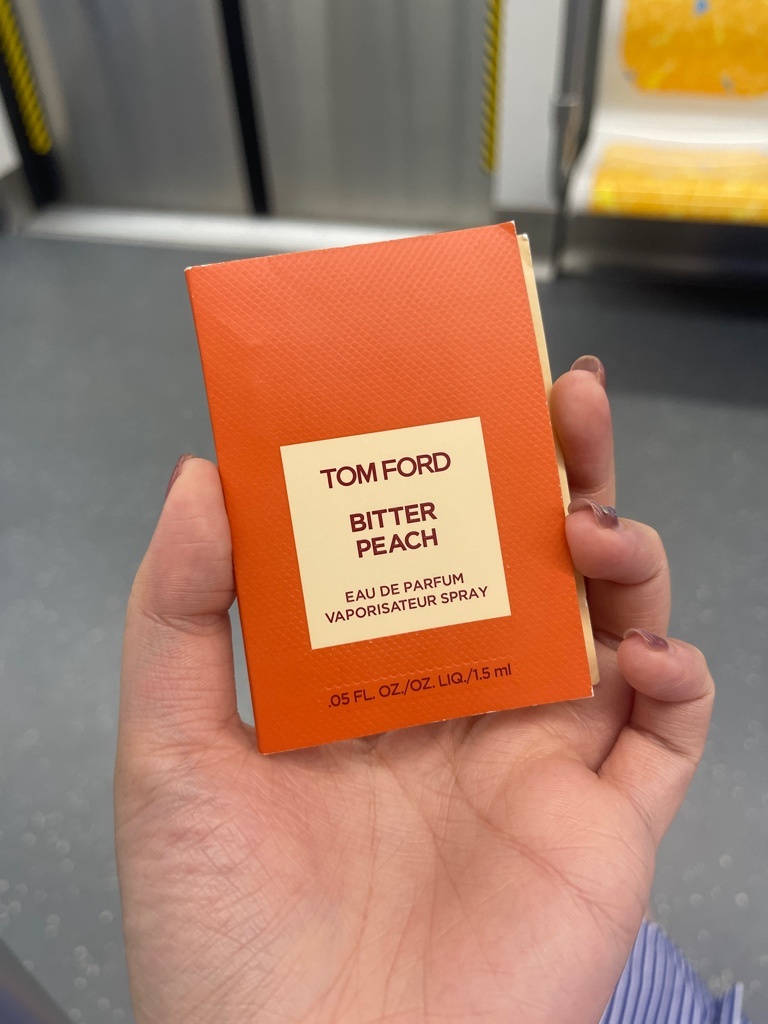 TOM FORD
BITTER
PEACH
EAU DE PARFUM
VAPORISATEUR SPRAY
.05 FL. OZ./OZ. LIQ./1.5 ml